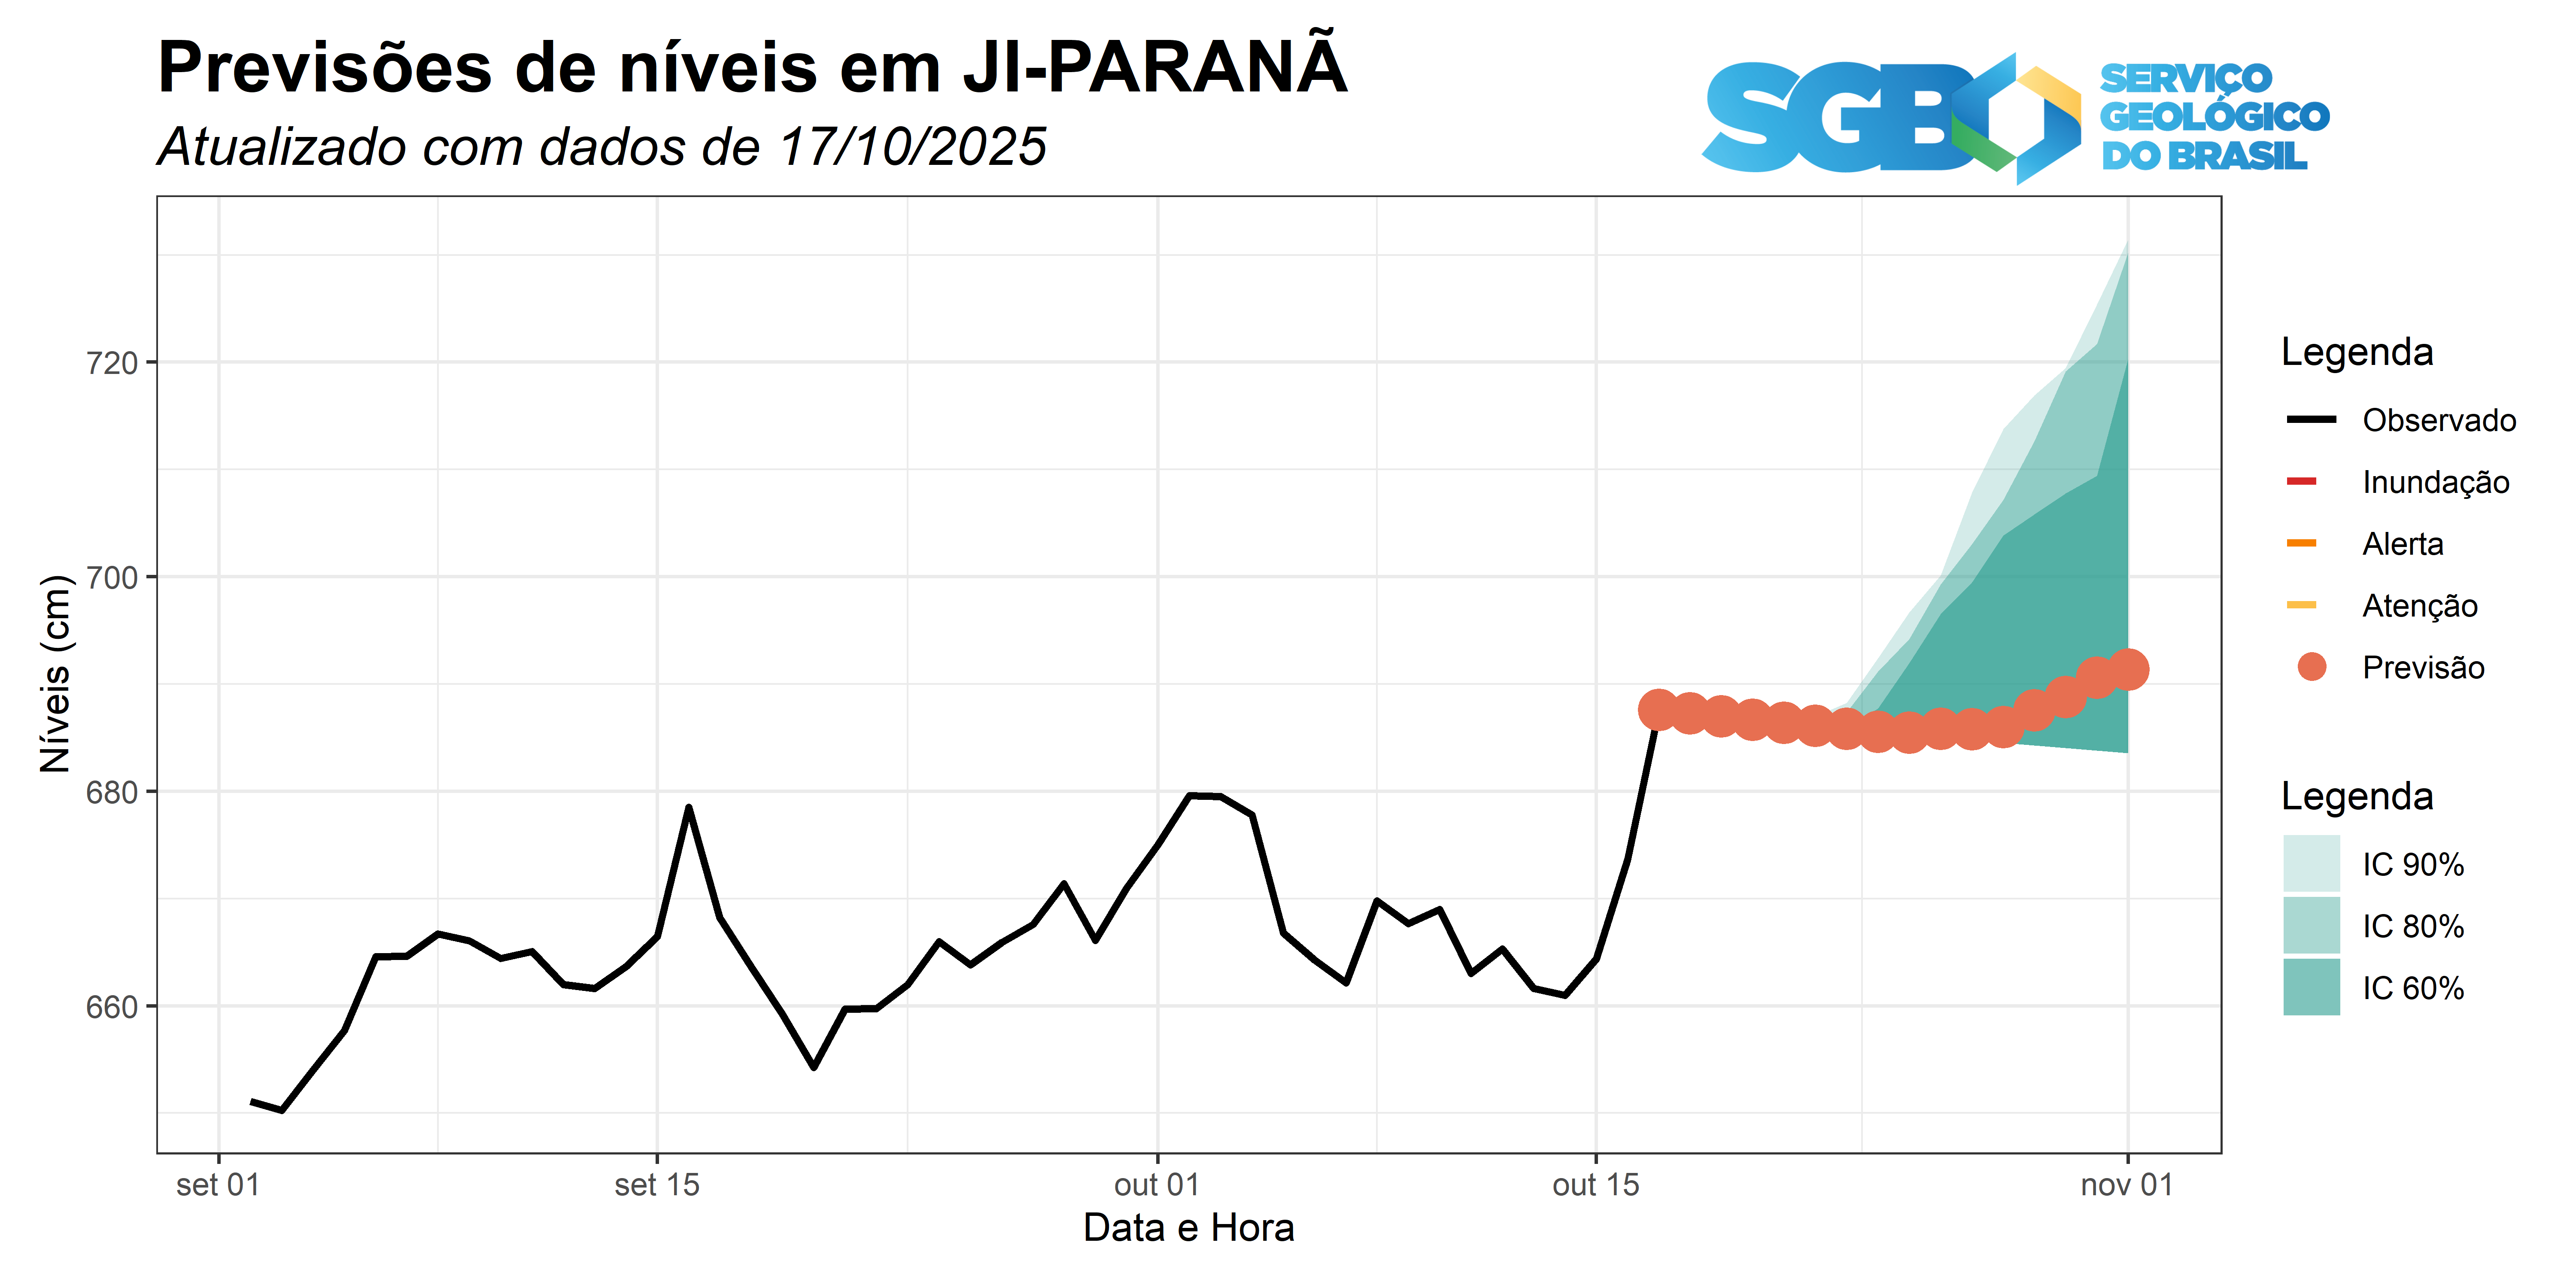 Previsões de níveis em JI-PARANÃ
Atualizado com dados de 17/10/2025
SGB
SERVIÇO
GEOLÓGICO
DO BRASIL
Níveis (cm)
720
700
680
660
set 01
set 15
out 01
out 15
nov 01
Data e Hora
Legenda
Observado
Inundação
Alerta
Atenção
Previsão
Legenda
IC 90%
IC 80%
IC 60%